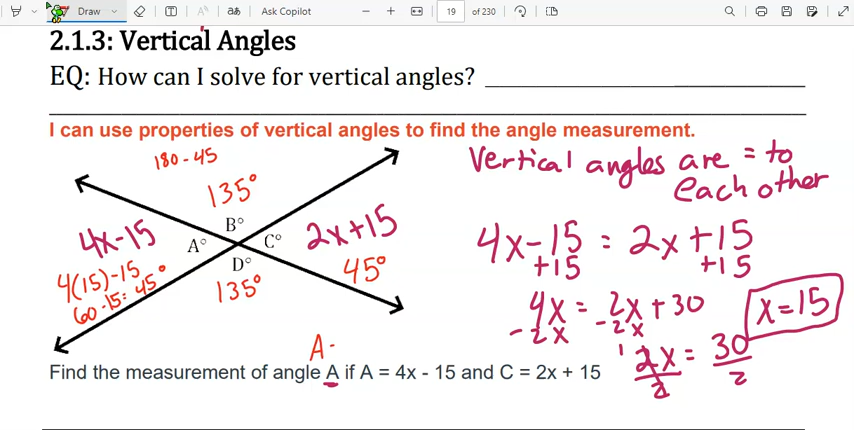 Draw
A
aあ
Ask Copilot
19 of 230
2.1.3: Vertical Angles
EQ: How can I solve for vertical angles?
I can use properties of vertical angles to find the angle measurement.
180-45
135°
Vertical angles are = to
each other
4x-15
A°
B°
C°
D°
2x+15
4(15)-15
60-15=45°
135°
45°
4x-15 = 2x+15
+15 +15
4x = 2x+30
-2x -2x
x=15
2x = 30
2 2
A-
Find the measurement of angle A if A = 4x - 15 and C = 2x + 15